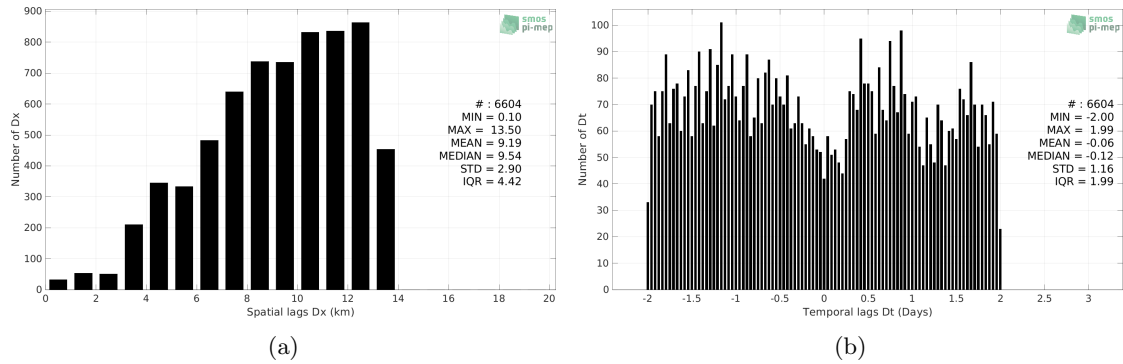 900
800
700
600
500
400
300
200
100
0
Number of Dx
0 2 4 6 8 10 12 14 16 18 20
Spatial lags Dx (km)
smos
pi-mep
# : 6604
MIN = 0.10
MAX = 13.50
MEAN = 9.19
MEDIAN = 9.54
STD = 2.90
IQR = 4.42
(a)
100
90
80
70
60
50
40
30
20
10
0
Number of Dt
-2 -1.5 -1 -0.5 0 0.5 1 1.5 2 2.5 3
Temporal lags Dt (Days)
smos
pi-mep
# : 6604
MIN = -2.00
MAX = 1.99
MEAN = -0.06
MEDIAN = -0.12
STD = 1.16
IQR = 1.99
(b)